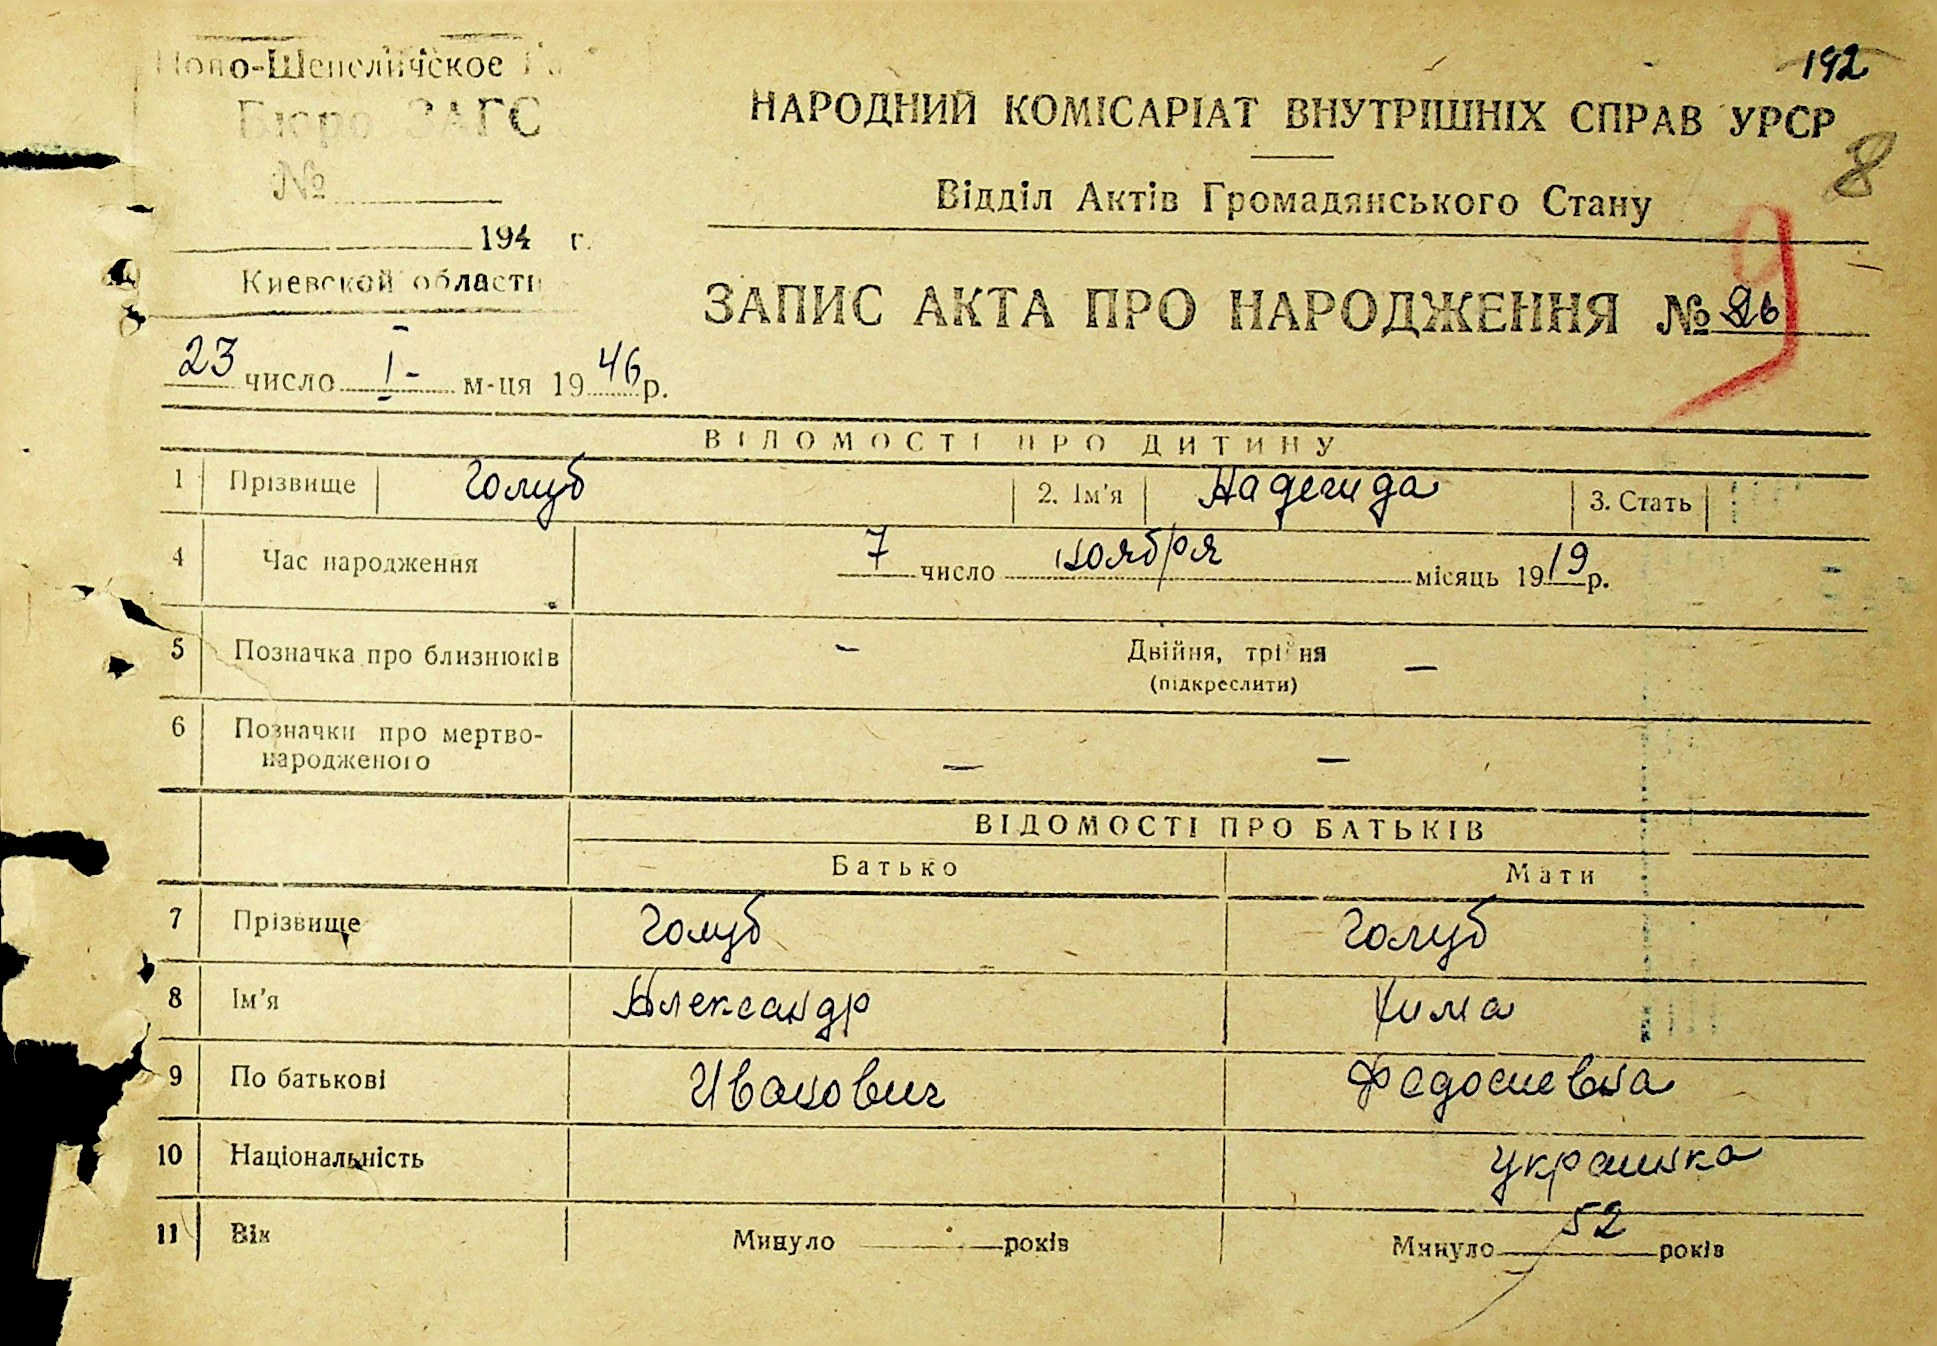 Ново-Шепеличское
Бюро ЗАГС
№
194 г.
Киевской области
192
8
НАРОДНИЙ КОМІСАРІАТ ВНУТРІШНІХ СПРАВ УРСР
Відділ Актів Громадянського Стану
9
ЗАПИС АКТА ПРО НАРОДЖЕННЯ № 26
23 число I- м-ця 1946 р.
ВІДОМОСТІ ПРО ДИТИНУ
1 Прізвище Голуб 2. Ім'я Надежда 3. Стать
4 Час народження 7 число ноября місяць 1919 р.
5 Позначка про близнюків - Двійня, трійня -
(підкреслити)
6 Позначки про мертво-
народженого - -
ВІДОМОСТІ ПРО БАТЬКІВ
Батько Мати
7 Прізвище Голуб Голуб
8 Ім'я Александр Хима
9 По батькові Иванович Федосиевна
10 Національність украинка
11 Вік Минуло років Минуло 52 років